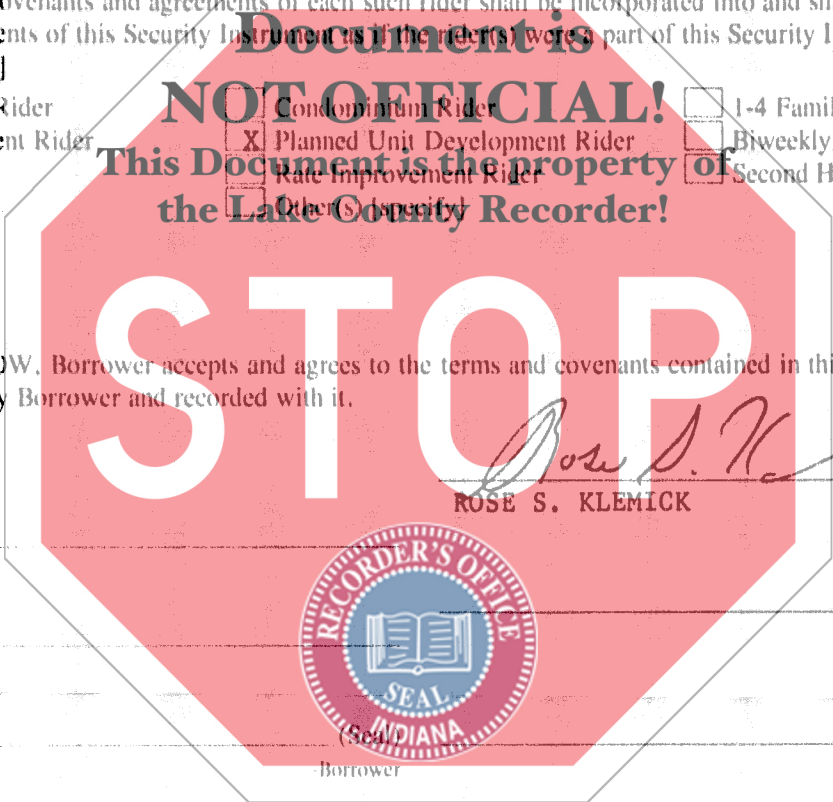 ovenants and agreements of each such rider shall be incorporated into and
ents of this Security Instrument as if the rider(s) were a part of this Security
]
Document is
NOT OFFICIAL!
This Document is the property of
the Lake County Recorder!
Rider Condominium Rider 1-4 Famil
nt Rider X Planned Unit Development Rider Biweekly
Rate Improvement Rider Second H
Other(s) [specify]
STOP
OW, Borrower accepts and agrees to the terms and covenants contained in thi
y Borrower and recorded with it.
Rose S. K
ROSE S. KLEMICK
RECORDER'S OFFICE
SEAL
INDIANA
(Seal)
-Borrower